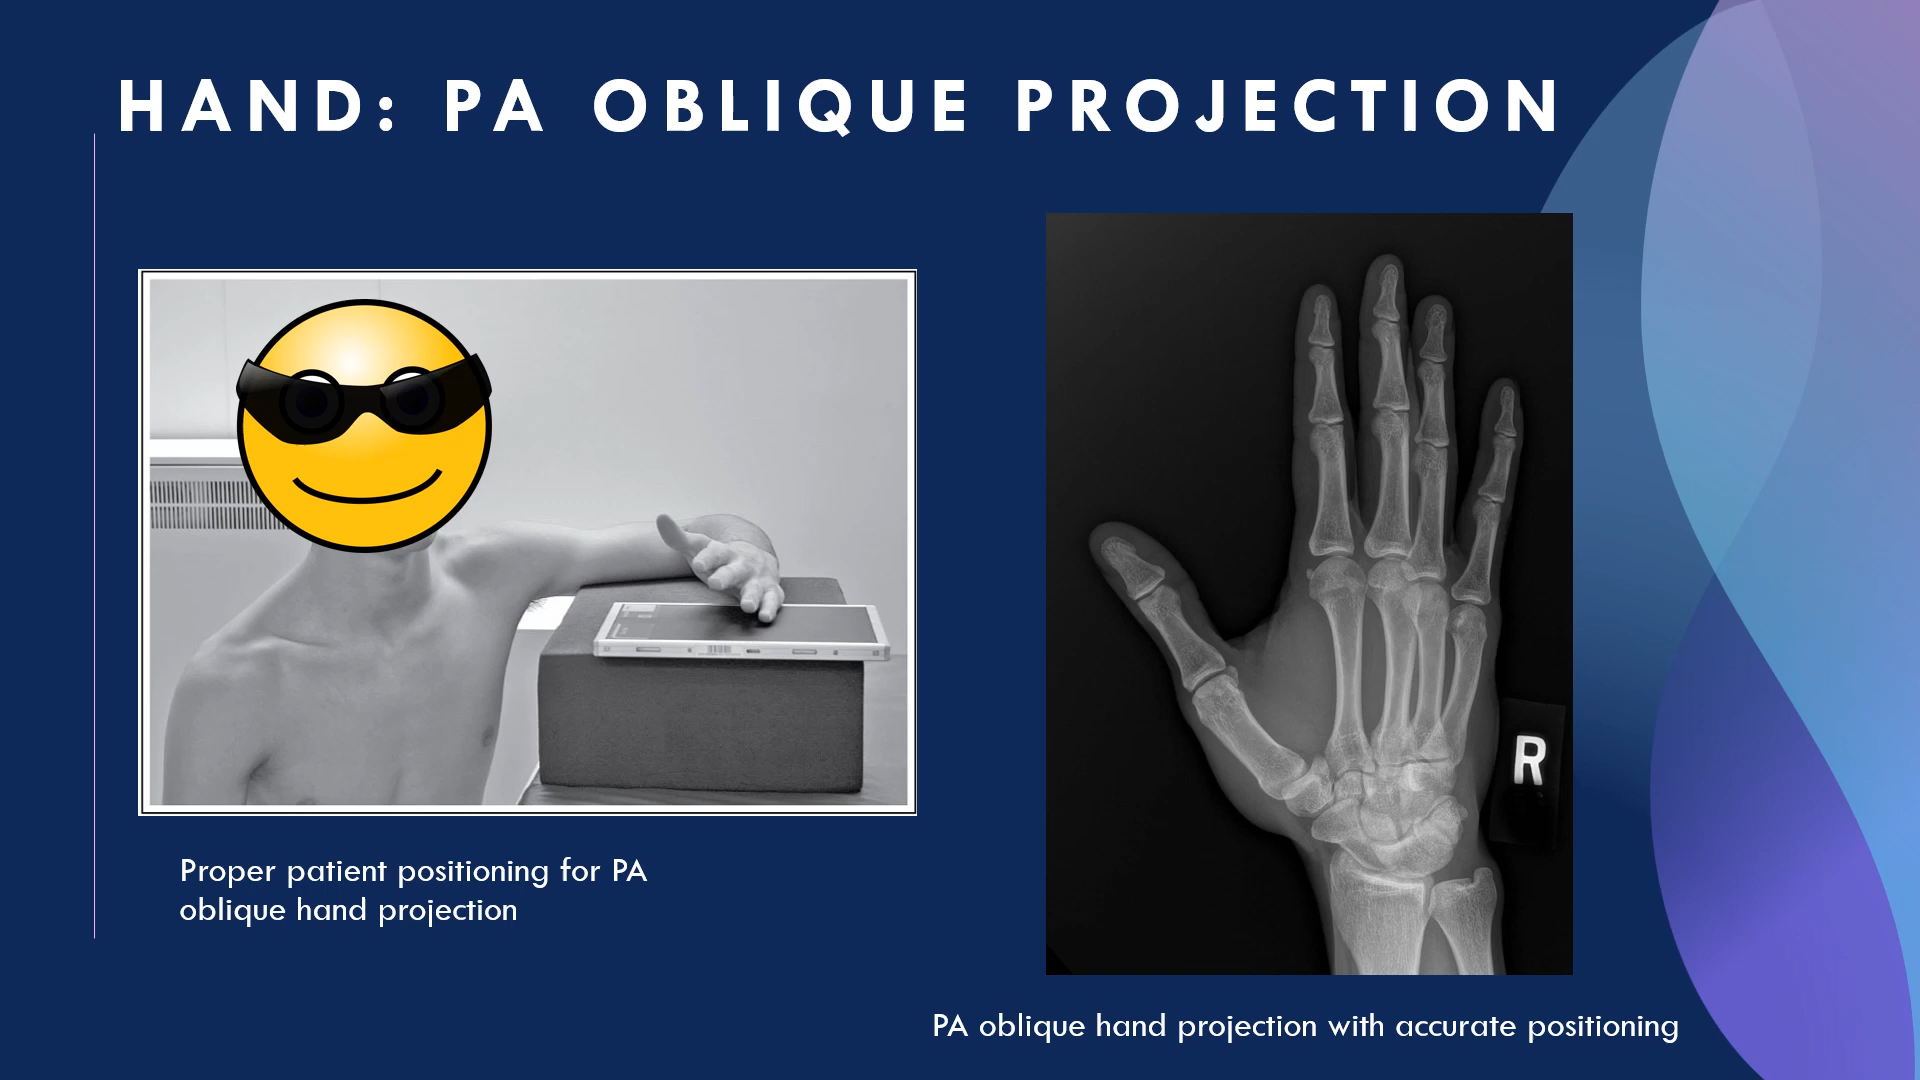 HAND: PA OBLIQUE PROJECTION
Proper patient positioning for PA
oblique hand projection
R
PA oblique hand projection with accurate positioning